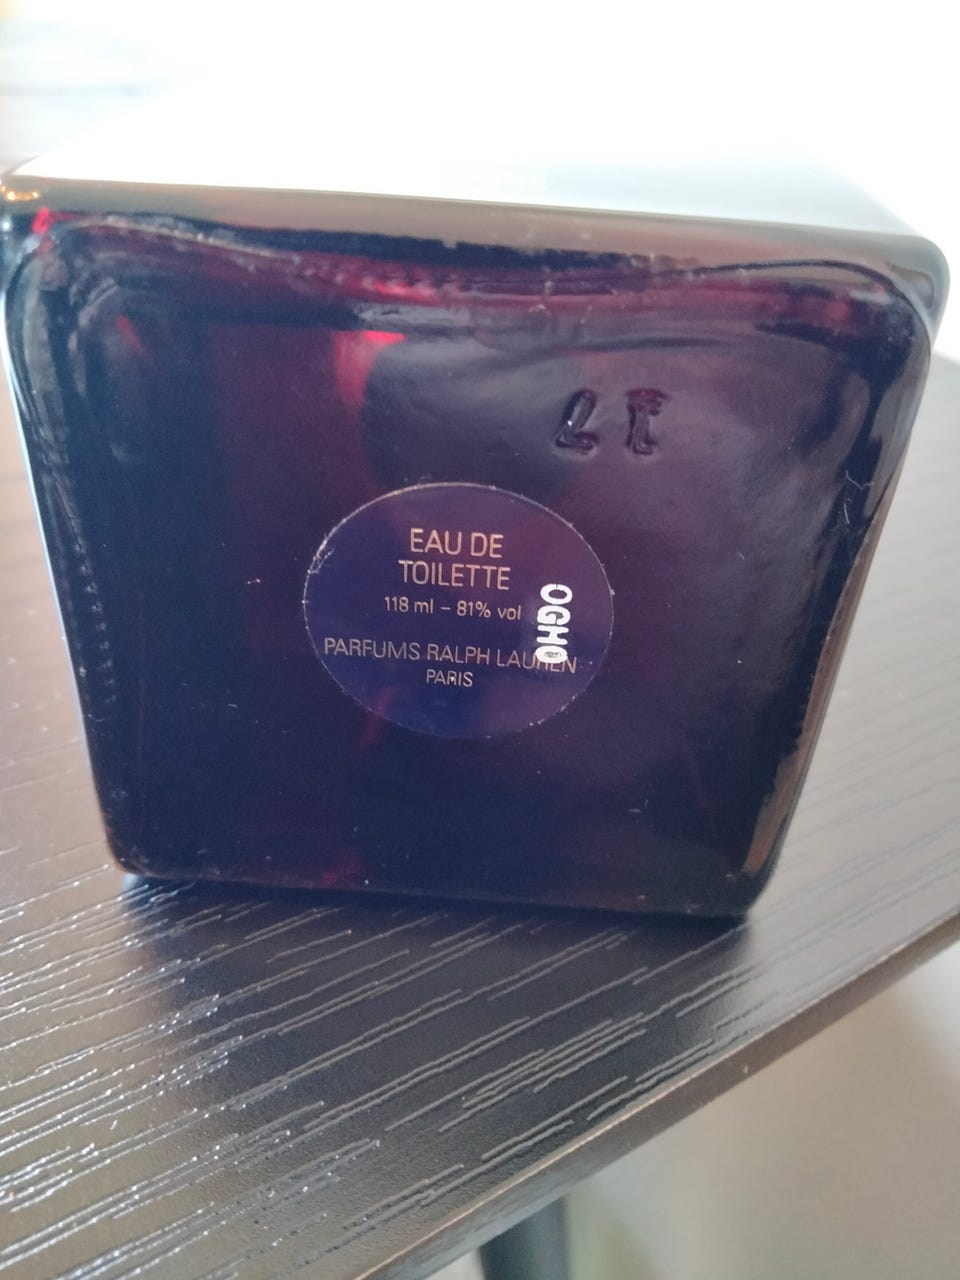 EAU DE
TOILETTE
118 ml – 81% vol
PARFUMS RALPH LAUREN
PARIS
OGH0